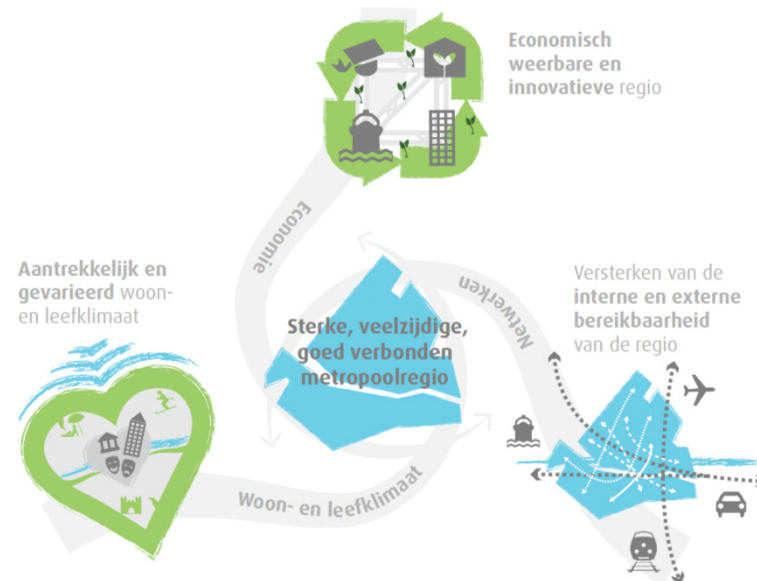 Economisch
weerbare en
innovatieve regio
Economie
Aantrekkelijk en
gevarieerd woon-
en leefklimaat
Sterke, veelzijdige,
goed verbonden
metropoolregio
Netwerken
Versterken van de
interne en externe
bereikbaarheid
van de regio
Woon- en leefklimaat